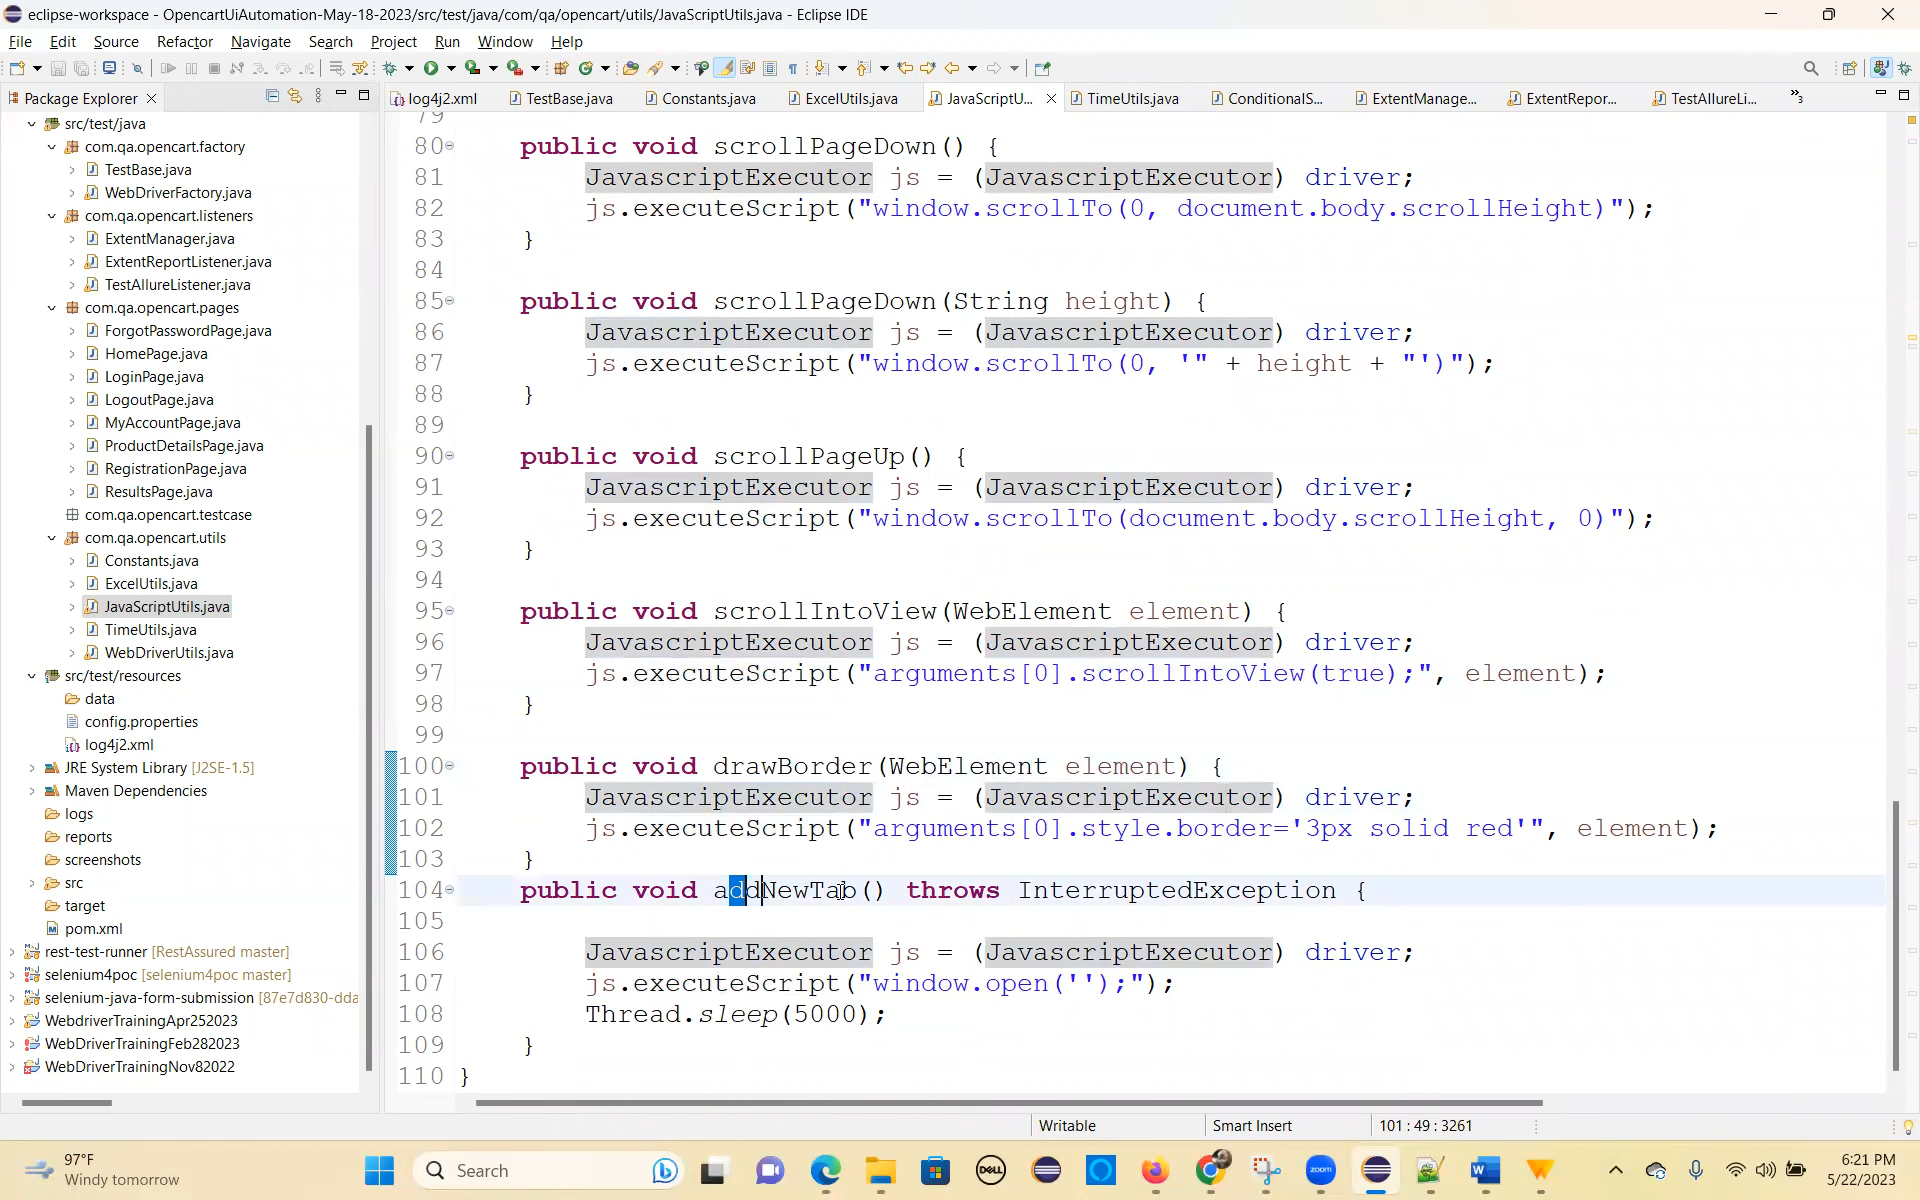 eclipse-workspace - OpencartUiAutomation-May-18-2023/src/test/java/com/qa/opencart/utils/JavaScriptUtils.java - Eclipse IDE
File Edit Source Refactor Navigate Search Project Run Window Help
Package Explorer
log4j2.xml TestBase.java Constants.java ExcelUtils.java JavaScriptU... TimeUtils.java ConditionalS... ExtentManage... ExtentRepor... TestAllureLi... »3
src/test/java
com.qa.opencart.factory
TestBase.java
WebDriverFactory.java
com.qa.opencart.listeners
ExtentManager.java
ExtentReportListener.java
TestAllureListener.java
com.qa.opencart.pages
ForgotPasswordPage.java
HomePage.java
LoginPage.java
LogoutPage.java
MyAccountPage.java
ProductDetailsPage.java
RegistrationPage.java
ResultsPage.java
com.qa.opencart.testcase
com.qa.opencart.utils
Constants.java
ExcelUtils.java
JavaScriptUtils.java
TimeUtils.java
WebDriverUtils.java
src/test/resources
data
config.properties
log4j2.xml
JRE System Library [J2SE-1.5]
Maven Dependencies
logs
reports
screenshots
src
target
pom.xml
rest-test-runner [RestAssured master]
selenium4poc [selenium4poc master]
selenium-java-form-submission [87e7d830-dda
WebdriverTrainingApr252023
WebDriverTrainingFeb282023
WebDriverTrainingNov82022
79
80 public void scrollPageDown() {
81 JavascriptExecutor js = (JavascriptExecutor) driver;
82 js.executeScript("window.scrollTo(0, document.body.scrollHeight)");
83 }
84
85 public void scrollPageDown(String height) {
86 JavascriptExecutor js = (JavascriptExecutor) driver;
87 js.executeScript("window.scrollTo(0, '" + height + "')");
88 }
89
90 public void scrollPageUp() {
91 JavascriptExecutor js = (JavascriptExecutor) driver;
92 js.executeScript("window.scrollTo(document.body.scrollHeight, 0)");
93 }
94
95 public void scrollIntoView(WebElement element) {
96 JavascriptExecutor js = (JavascriptExecutor) driver;
97 js.executeScript("arguments[0].scrollIntoView(true);", element);
98 }
99
100 public void drawBorder(WebElement element) {
101 JavascriptExecutor js = (JavascriptExecutor) driver;
102 js.executeScript("arguments[0].style.border='3px solid red'", element);
103 }
104 public void addNewTab() throws InterruptedException {
105
106 JavascriptExecutor js = (JavascriptExecutor) driver;
107 js.executeScript("window.open('');");
108 Thread.sleep(5000);
109 }
110 }
Writable Smart Insert 101 : 49 : 3261
97°F
Windy tomorrow
Search
DELL
zoom
6:21 PM
5/22/2023